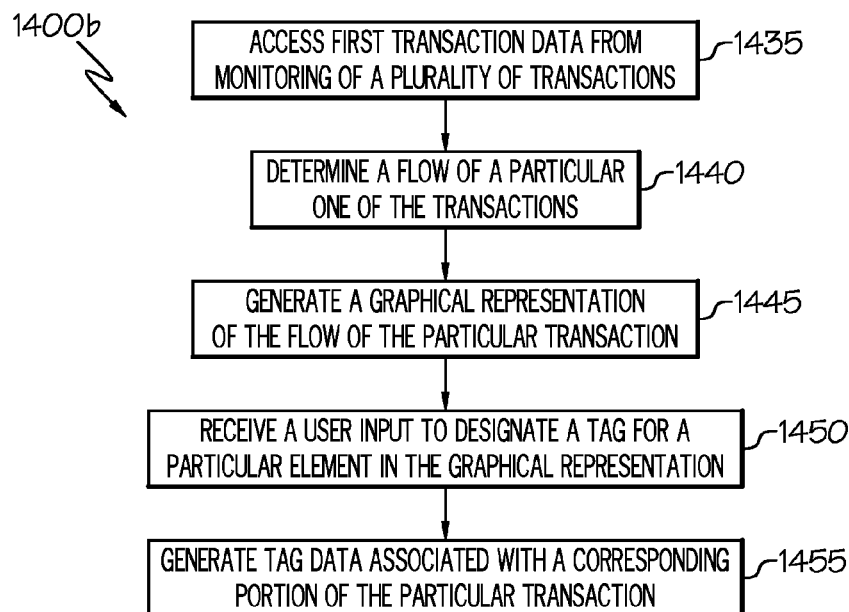 1400b
ACCESS FIRST TRANSACTION DATA FROM
MONITORING OF A PLURALITY OF TRANSACTIONS
1435
DETERMINE A FLOW OF A PARTICULAR
ONE OF THE TRANSACTIONS
1440
GENERATE A GRAPHICAL REPRESENTATION
OF THE FLOW OF THE PARTICULAR TRANSACTION
1445
RECEIVE A USER INPUT TO DESIGNATE A TAG FOR A
PARTICULAR ELEMENT IN THE GRAPHICAL REPRESENTATION
1450
GENERATE TAG DATA ASSOCIATED WITH A CORRESPONDING
PORTION OF THE PARTICULAR TRANSACTION
1455